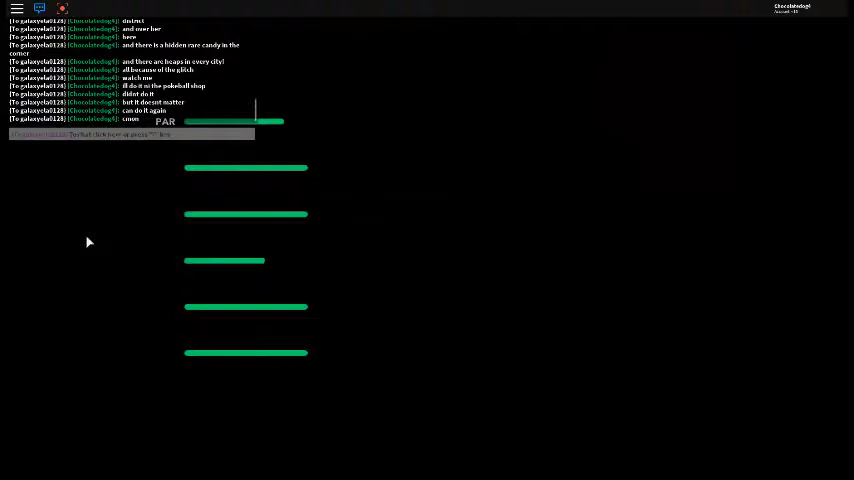 Chocolatedog4
[To galaxyela0128] [Chocolatedog4]: district
[To galaxyela0128] [Chocolatedog4]: and over her
[To galaxyela0128] [Chocolatedog4]: here
[To galaxyela0128] [Chocolatedog4]: and there is a hidden rare candy in the
corner
[To galaxyela0128] [Chocolatedog4]: and there are heaps in every city!
[To galaxyela0128] [Chocolatedog4]: all because of the glitch
[To galaxyela0128] [Chocolatedog4]: watch me
[To galaxyela0128] [Chocolatedog4]: ill do it ni the pokeball shop
[To galaxyela0128] [Chocolatedog4]: didnt do it
[To galaxyela0128] [Chocolatedog4]: but it doesnt matter
[To galaxyela0128] [Chocolatedog4]: can do it again
[To galaxyela0128] [Chocolatedog4]: cmon
PAR